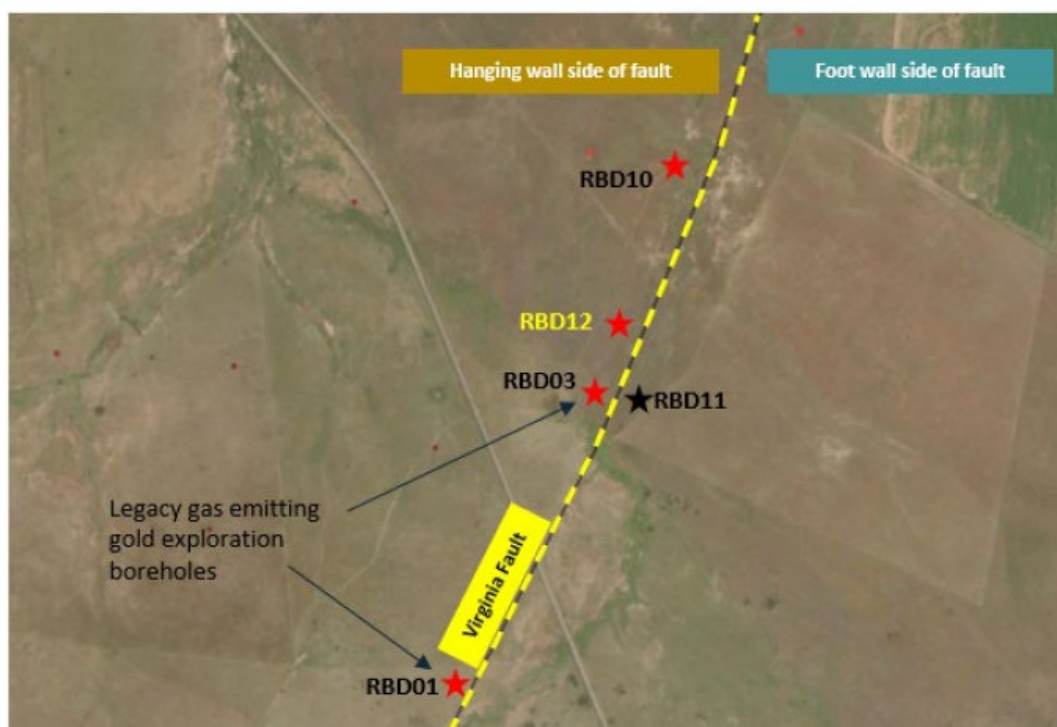 Hanging wall side of fault
Foot wall side of fault
RBD10
RBD12
RBD03
RBD11
Legacy gas emitting
gold exploration
boreholes
Virginia Fault
RBD01